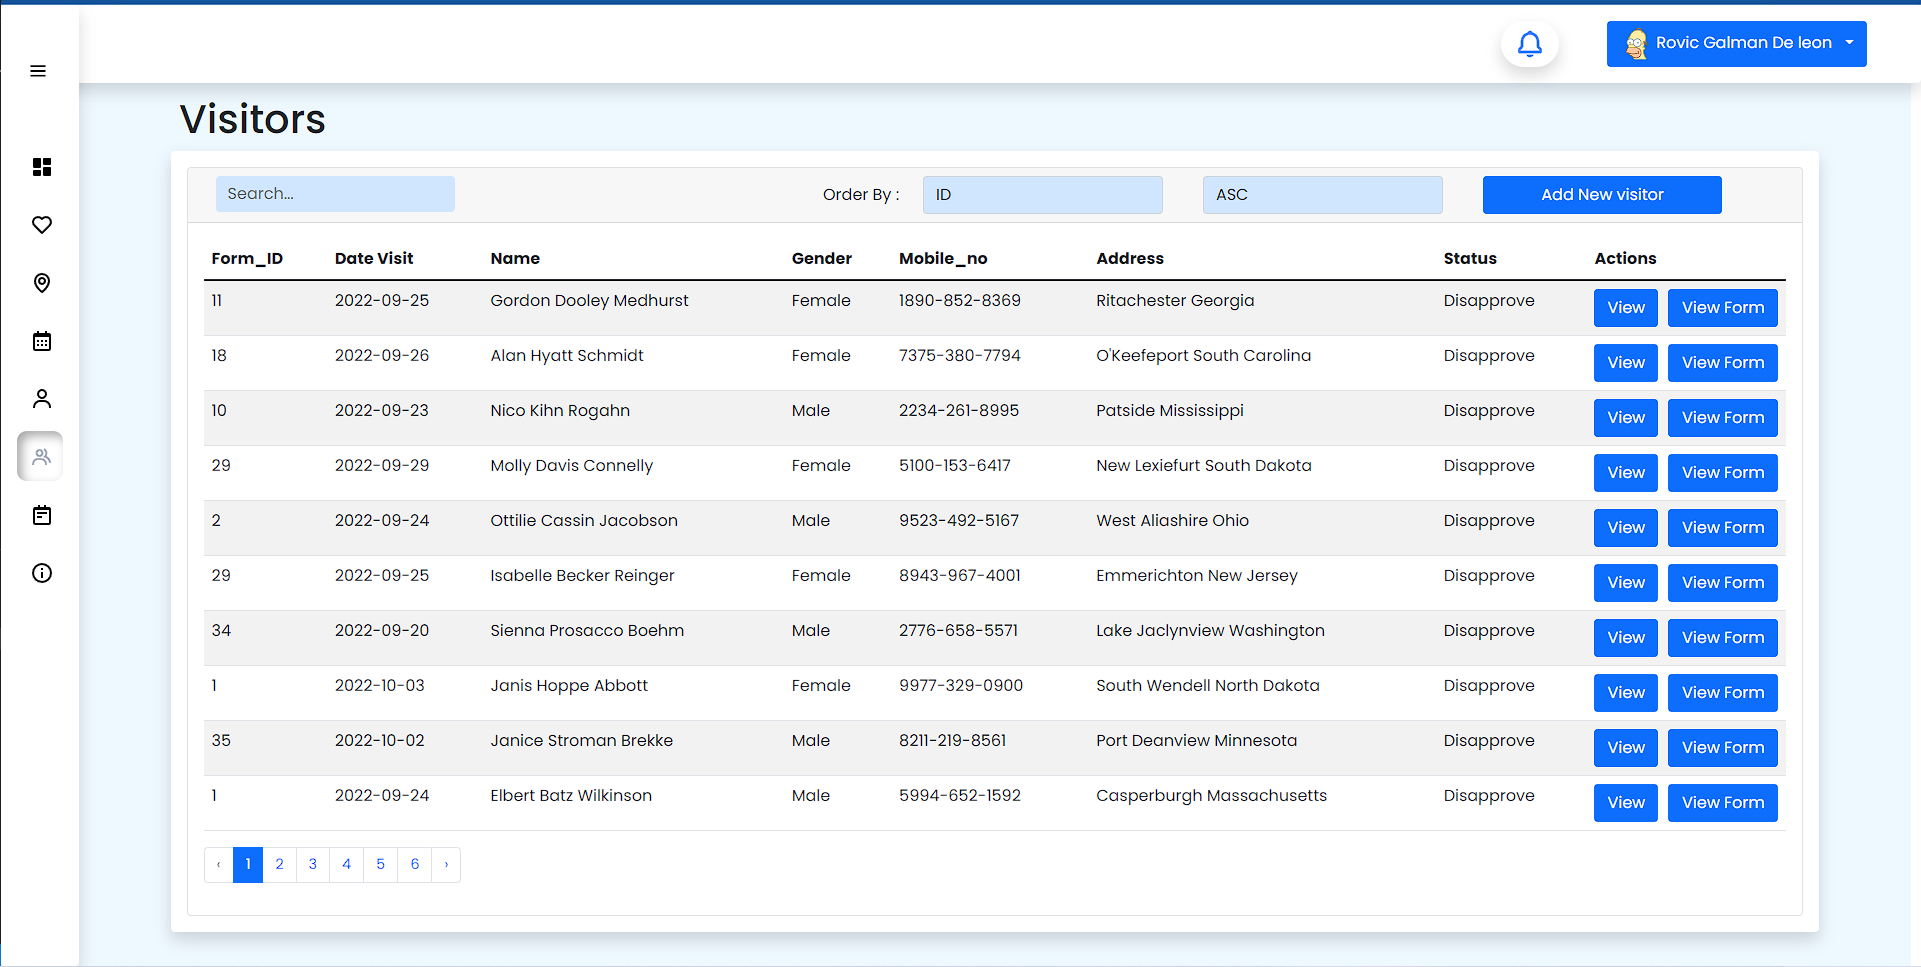 Rovic Galman De leon
Visitors
Search... Order By : ID ASC Add New visitor
Form_ID Date Visit Name Gender Mobile_no Address Status Actions
11 2022-09-25 Gordon Dooley Medhurst Female 1890-852-8369 Ritachester Georgia Disapprove View View Form
18 2022-09-26 Alan Hyatt Schmidt Female 7375-380-7794 O'Keefeport South Carolina Disapprove View View Form
10 2022-09-23 Nico Kihn Rogahn Male 2234-261-8995 Patside Mississippi Disapprove View View Form
29 2022-09-29 Molly Davis Connelly Female 5100-153-6417 New Lexiefurt South Dakota Disapprove View View Form
2 2022-09-24 Ottilie Cassin Jacobson Male 9523-492-5167 West Aliashire Ohio Disapprove View View Form
29 2022-09-25 Isabelle Becker Reinger Female 8943-967-4001 Emmerichton New Jersey Disapprove View View Form
34 2022-09-20 Sienna Prosacco Boehm Male 2776-658-5571 Lake Jaclynview Washington Disapprove View View Form
1 2022-10-03 Janis Hoppe Abbott Female 9977-329-0900 South Wendell North Dakota Disapprove View View Form
35 2022-10-02 Janice Stroman Brekke Male 8211-219-8561 Port Deanview Minnesota Disapprove View View Form
1 2022-09-24 Elbert Batz Wilkinson Male 5994-652-1592 Casperburgh Massachusetts Disapprove View View Form
‹ 1 2 3 4 5 6 ›